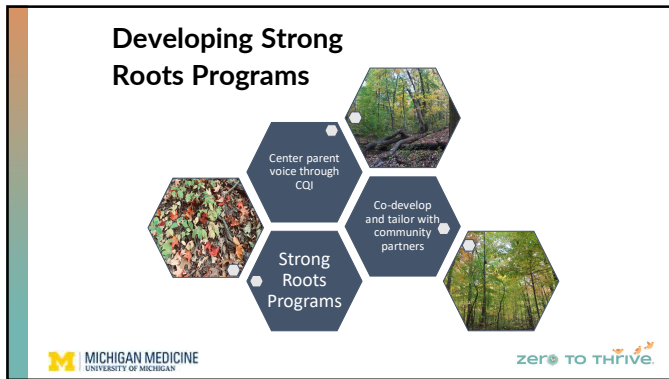 Developing Strong
Roots Programs
Center parent
voice through
CQI
Co-develop
and tailor with
community
partners
Strong
Roots
Programs
M MICHIGAN MEDICINE
UNIVERSITY OF MICHIGAN
zero TO THRIVE